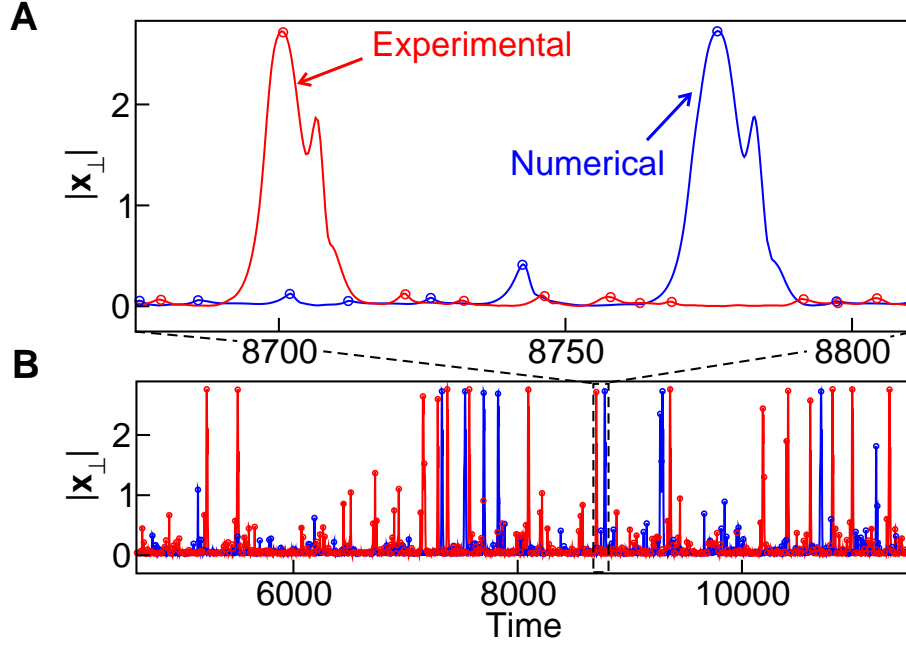 A
Experimental
Numerical
|x⊥|
2
1
0
8700 8750 8800
B
|x⊥|
2
1
0
6000 8000 10000
Time